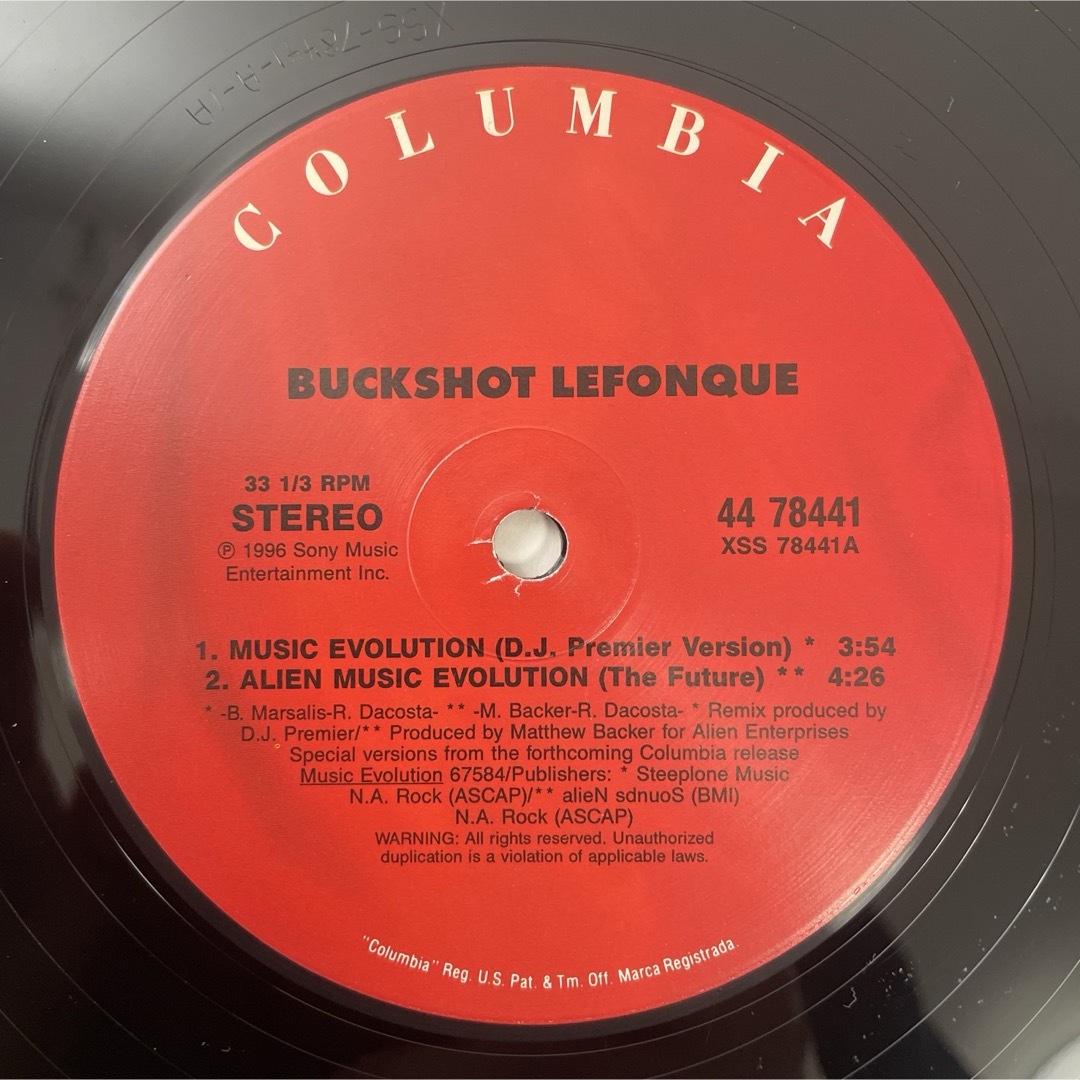 XSS-78441-A-1A
COLUMBIA
BUCKSHOT LEFONQUE
33 1/3 RPM
STEREO
℗ 1996 Sony Music
Entertainment Inc.
44 78441
XSS 78441A
1. MUSIC EVOLUTION (D.J. Premier Version) * 3:54
2. ALIEN MUSIC EVOLUTION (The Future) ** 4:26
* -B. Marsalis-R. Dacosta- ** -M. Backer-R. Dacosta- * Remix produced by
D.J. Premier/** Produced by Matthew Backer for Alien Enterprises
Special versions from the forthcoming Columbia release
Music Evolution 67584/Publishers: * Steeplone Music
N.A. Rock (ASCAP)/** alieN sdnuoS (BMI)
N.A. Rock (ASCAP)
WARNING: All rights reserved. Unauthorized
duplication is a violation of applicable laws.
"Columbia" Reg. U.S. Pat. & Tm. Off. Marca Registrada.